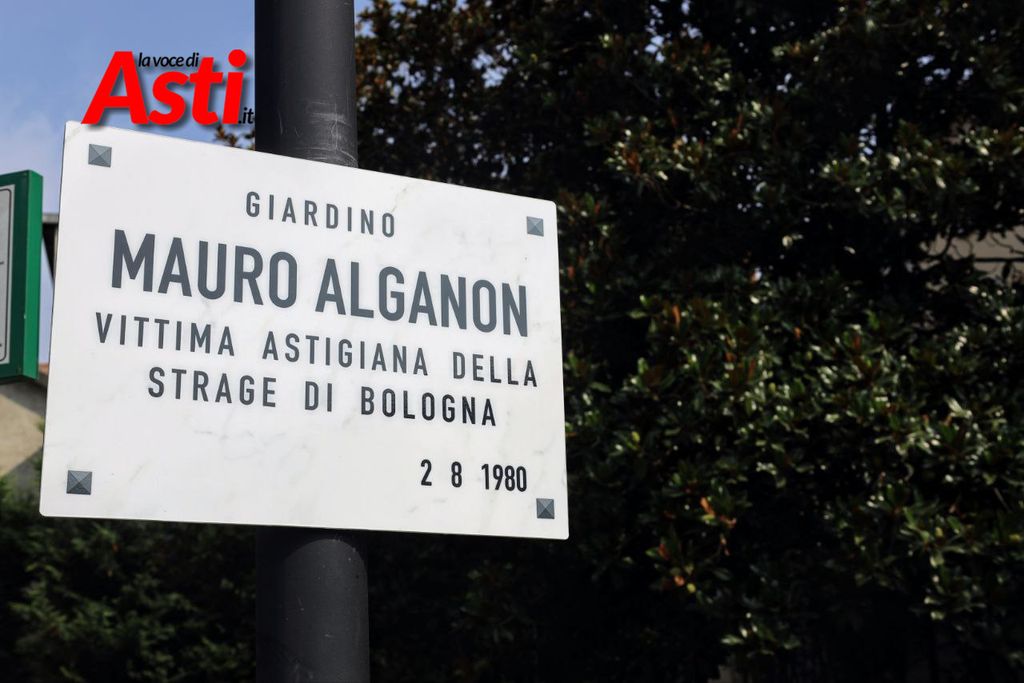 la voce di
Asti.it
GIARDINO
MAURO ALGANON
VITTIMA ASTIGIANA DELLA
STRAGE DI BOLOGNA
2 8 1980